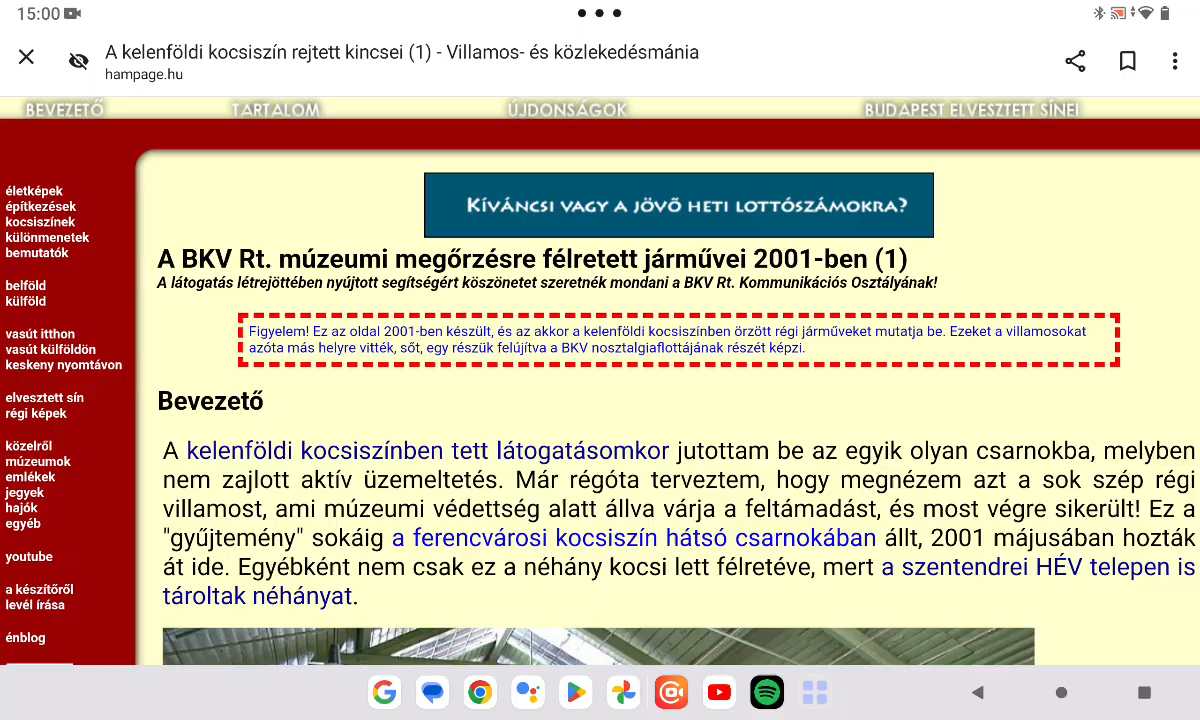 15:00
A kelenföldi kocsiszín rejtett kincsei (1) - Villamos- és közlekedésmánia
hampage.hu
BEVEZETŐ
TARTALOM
ÚJDONSÁGOK
BUDAPEST ELVESZTETT SÍNEI
életképek
építkezések
kocsiszínek
különmenetek
bemutatók
belföld
külföld
vasút itthon
vasút külföldön
keskeny nyomtávon
elvesztett sín
régi képek
közelről
múzeumok
emlékek
jegyek
hajók
egyéb
youtube
a készítőről
levél írása
énblog
Kíváncsi vagy a jövő heti lottószámokra?
A BKV Rt. múzeumi megőrzésre félretett járművei 2001-ben (1)
A látogatás létrejöttében nyújtott segítségért köszönetet szeretnék mondani a BKV Rt. Kommunikációs Osztályának!
Figyelem! Ez az oldal 2001-ben készült, és az akkor a kelenföldi kocsiszínben örzött régi járműveket mutatja be. Ezeket a villamosokat
azóta más helyre vitték, sőt, egy részük felújítva a BKV nosztalgiaflottájának részét képzi.
Bevezető
A kelenföldi kocsiszínben tett látogatásomkor jutottam be az egyik olyan csarnokba, melyben
nem zajlott aktív üzemeltetés. Már régóta terveztem, hogy megnézem azt a sok szép régi
villamost, ami múzeumi védettség alatt állva várja a feltámadást, és most végre sikerült! Ez a
"gyűjtemény" sokáig a ferencvárosi kocsiszín hátsó csarnokában állt, 2001 májusában hozták
át ide. Egyébként nem csak ez a néhány kocsi lett félretéve, mert a szentendrei HÉV telepen is
tároltak néhányat.